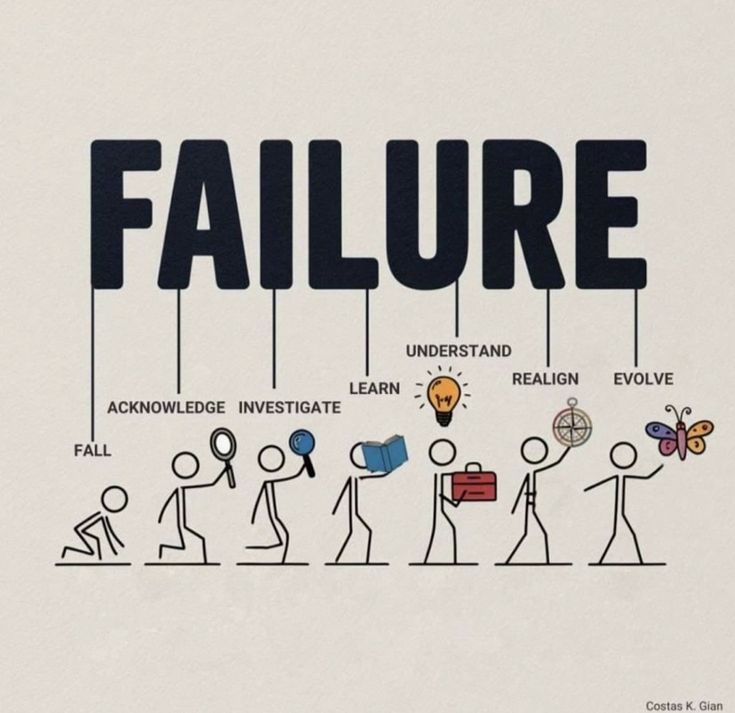 FAILURE
UNDERSTAND
REALIGN
EVOLVE
LEARN
ACKNOWLEDGE
INVESTIGATE
FALL
Costas K. Gian